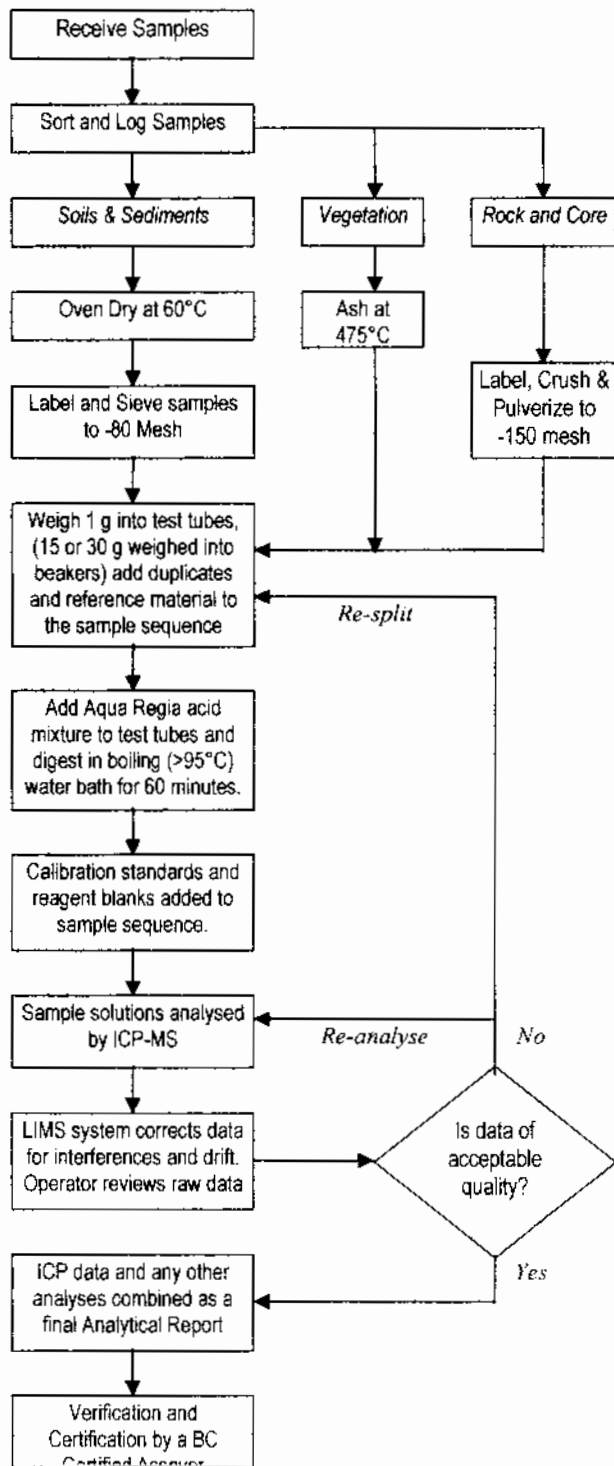 Receive Samples
Sort and Log Samples
Soils & Sediments
Vegetation
Rock and Core
Oven Dry at 60°C
Ash at
475°C
Label and Sieve samples
to -80 Mesh
Label, Crush &
Pulverize to
-150 mesh
Weigh 1 g into test tubes,
(15 or 30 g weighed into
beakers) add duplicates
and reference material to
the sample sequence
Re-split
Add Aqua Regia acid
mixture to test tubes and
digest in boiling (>95°C)
water bath for 60 minutes.
Calibration standards and
reagent blanks added to
sample sequence.
Sample solutions analysed
by ICP-MS
Re-analyse
No
LIMS system corrects data
for interferences and drift.
Operator reviews raw data
Is data of
acceptable
quality?
Yes
ICP data and any other
analyses combined as a
final Analytical Report
Verification and
Certification by a BC
Certified Assayer